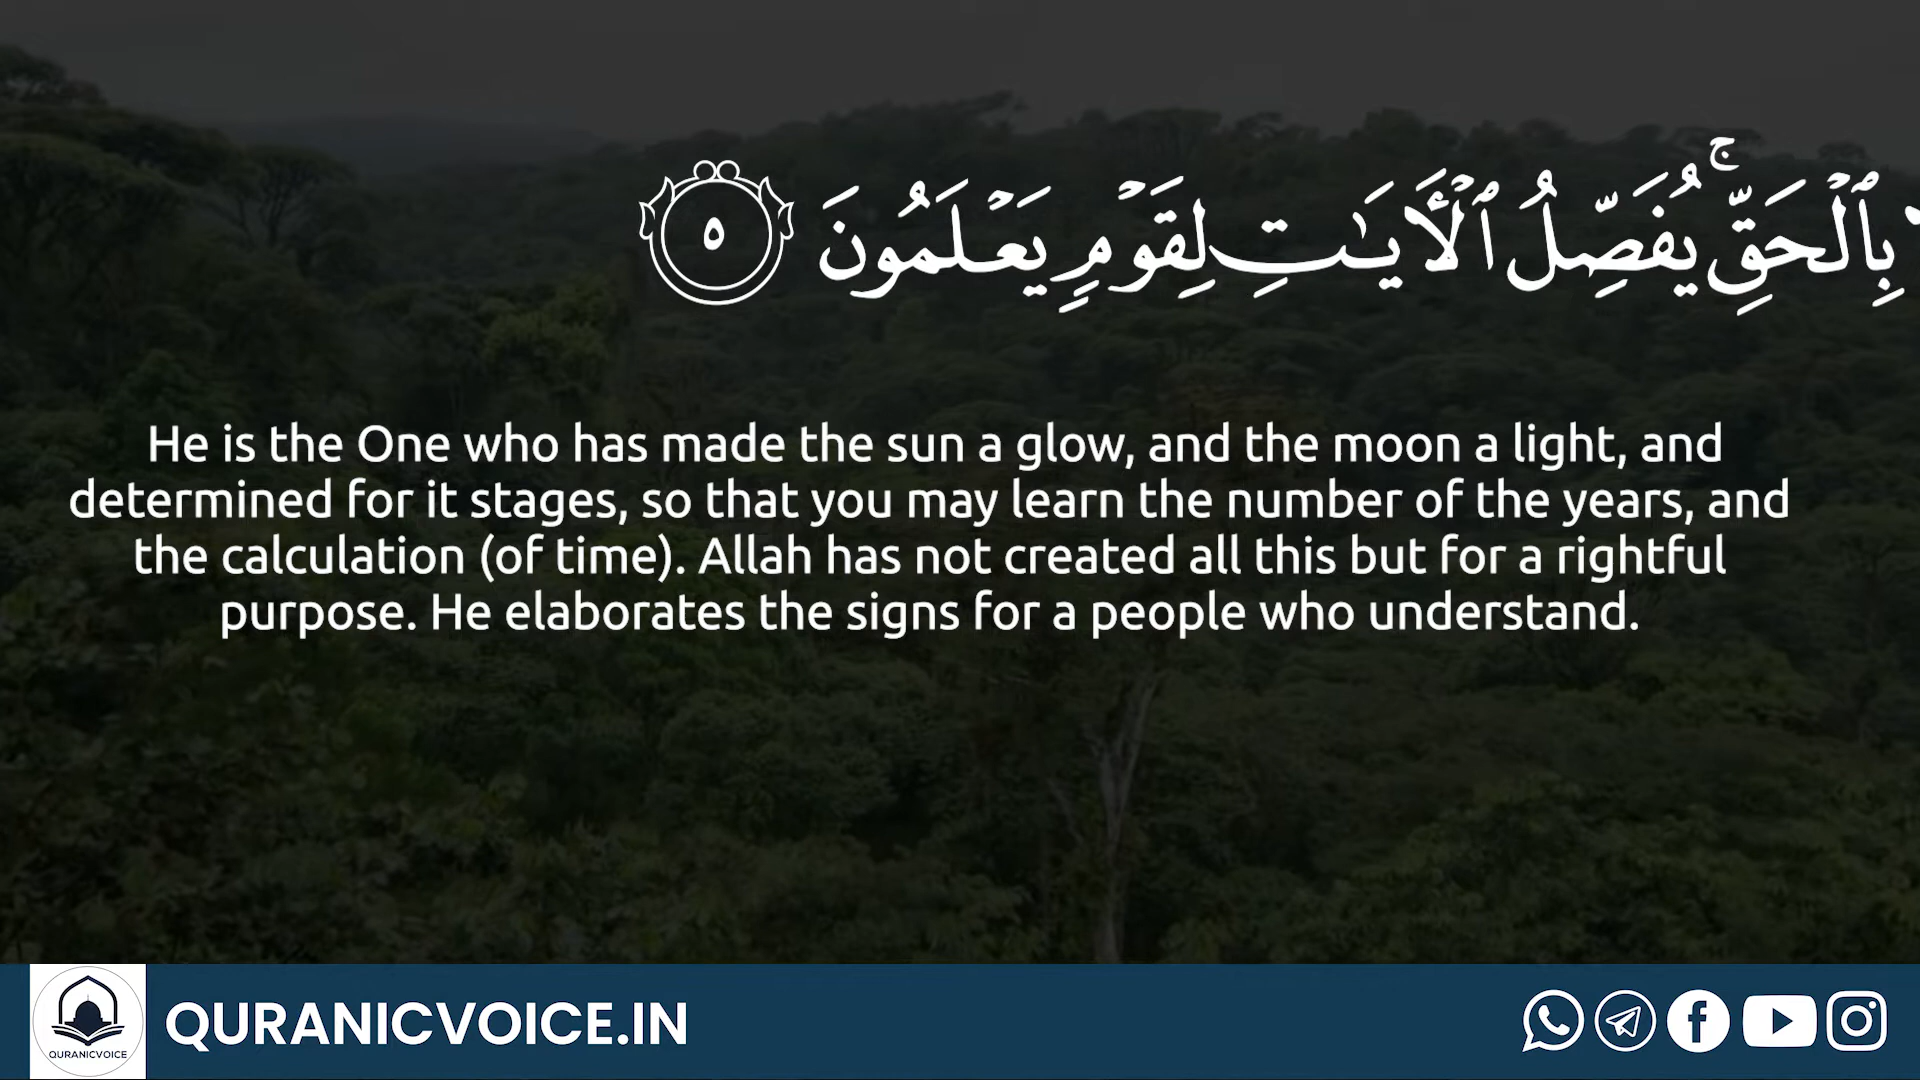 بِٱلْحَقِّ ۚ يُفَصِّلُ ٱلْأَيَـٰتِ لِقَوْمٍ يَعْلَمُونَ ٥
He is the One who has made the sun a glow, and the moon a light, and
determined for it stages, so that you may learn the number of the years, and
the calculation (of time). Allah has not created all this but for a rightful
purpose. He elaborates the signs for a people who understand.
QURANICVOICE
QURANICVOICE.IN